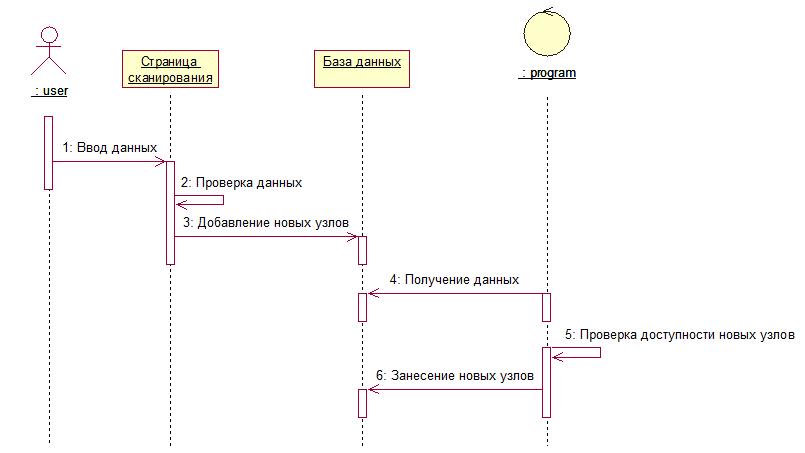 Страница
сканирования
База данных
: program
: user
1: Ввод данных
2: Проверка данных
3: Добавление новых узлов
4: Получение данных
5: Проверка доступности новых узлов
6: Занесение новых узлов